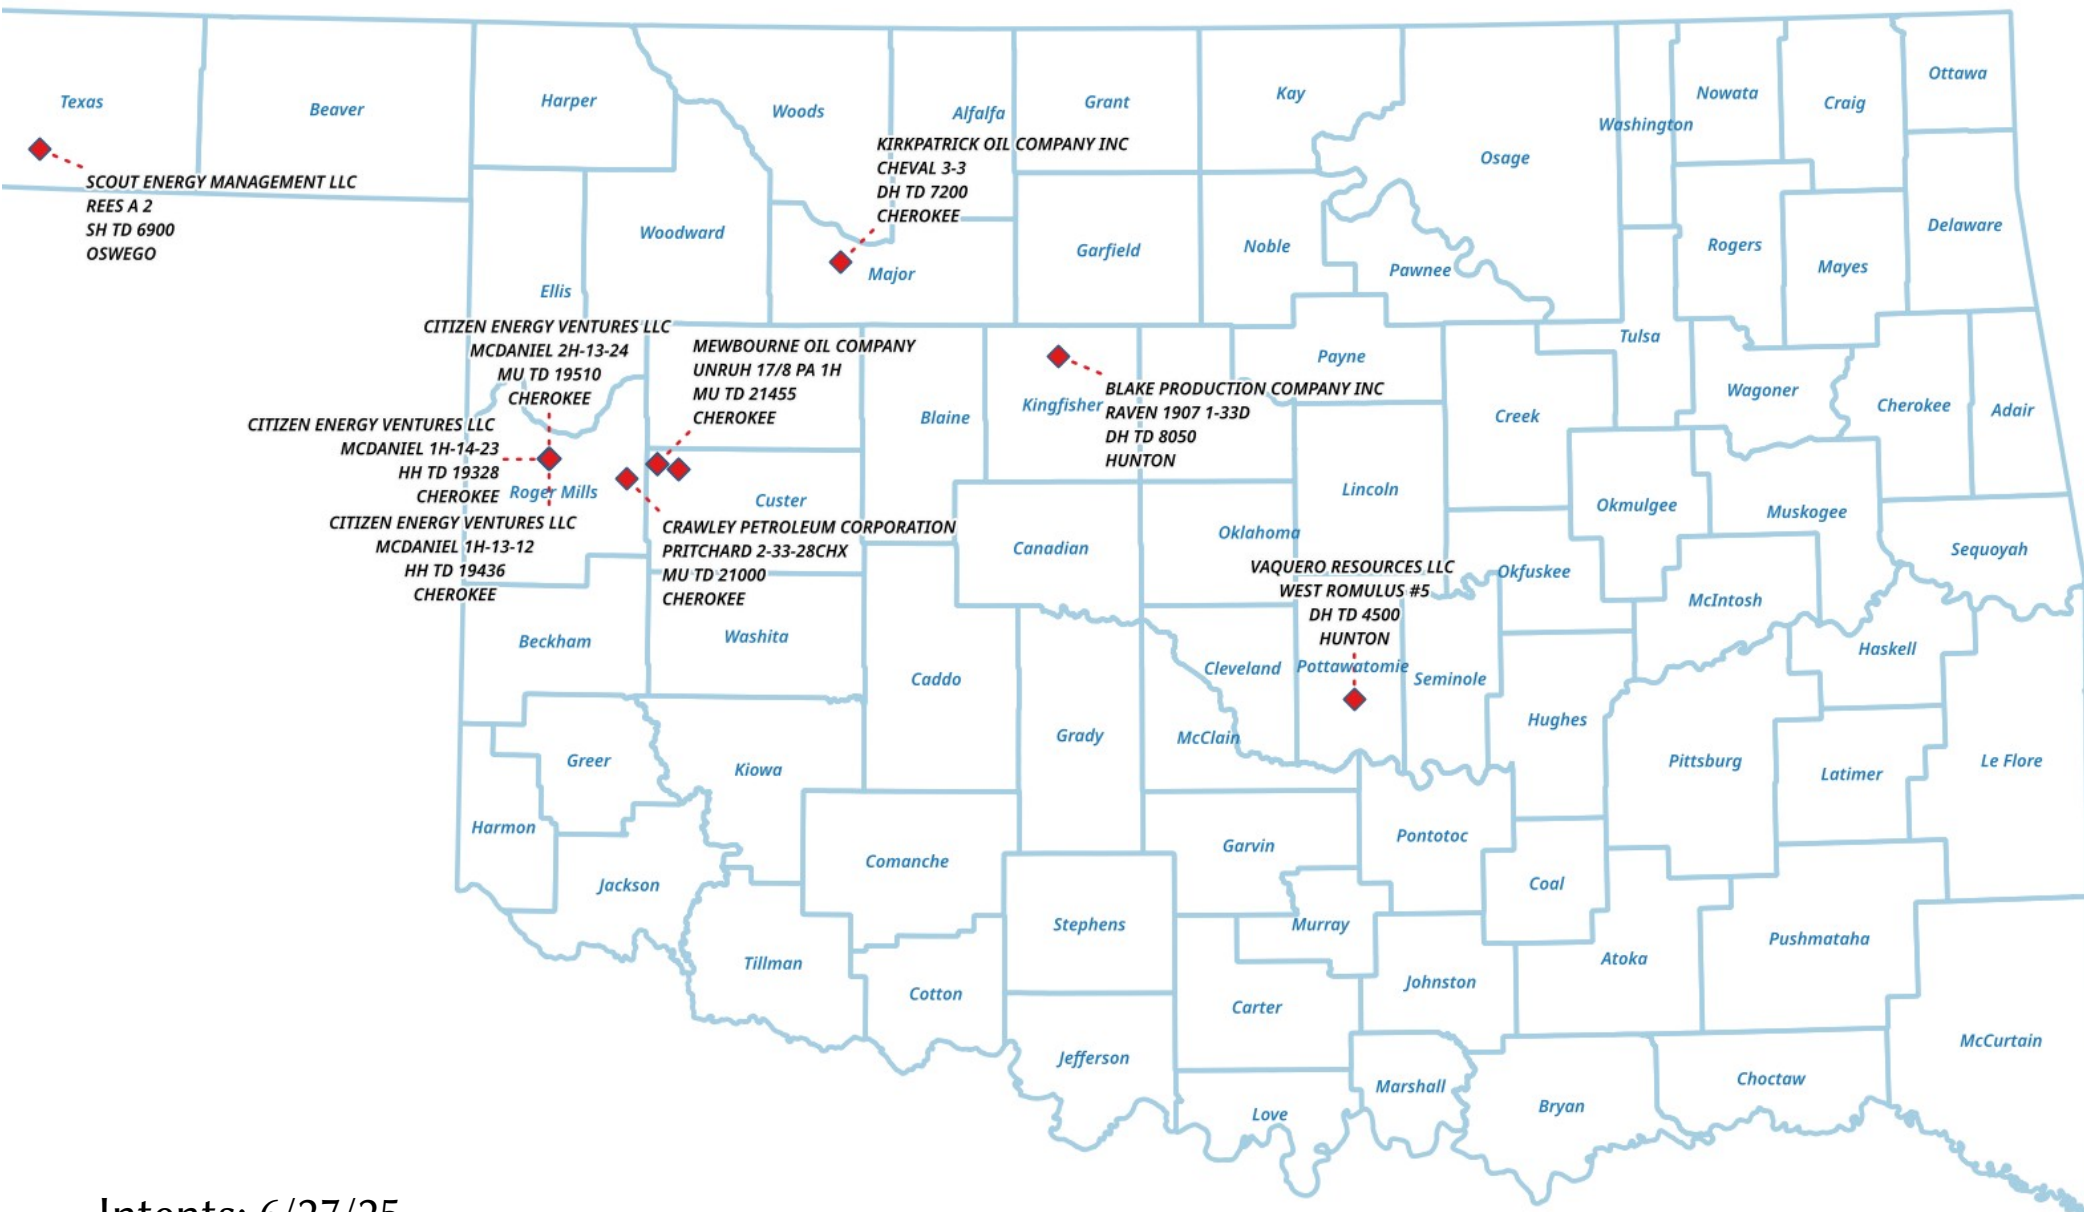 Texas
Beaver
Harper
Woods
Alfalfa
Grant
Kay
Osage
Washington
Nowata
Craig
Ottawa
SCOUT ENERGY MANAGEMENT LLC
REES A 2
SH TD 6900
OSWEGO
KIRKPATRICK OIL COMPANY INC
CHEVAL 3-3
DH TD 7200
CHEROKEE
Ellis
Woodward
Major
Garfield
Noble
Pawnee
Rogers
Mayes
Delaware
CITIZEN ENERGY VENTURES LLC
MCDANIEL 2H-13-24
MU TD 19510
CHEROKEE
MEWBOURNE OIL COMPANY
UNRUH 17/8 PA 1H
MU TD 21455
CHEROKEE
Blaine
Kingfisher
BLAKE PRODUCTION COMPANY INC
RAVEN 1907 1-33D
DH TD 8050
HUNTON
Payne
Creek
Tulsa
Wagoner
Cherokee
Adair
CITIZEN ENERGY VENTURES LLC
MCDANIEL 1H-14-23
HH TD 19328
CHEROKEE
Roger Mills
CITIZEN ENERGY VENTURES LLC
MCDANIEL 1H-13-12
HH TD 19436
CHEROKEE
Custer
CRAWLEY PETROLEUM CORPORATION
PRITCHARD 2-33-28CHX
MU TD 21000
CHEROKEE
Canadian
Oklahoma
Lincoln
Okmulgee
Muskogee
Sequoyah
VAQUERO RESOURCES LLC
WEST ROMULUS #5
DH TD 4500
HUNTON
Okfuskee
McIntosh
Haskell
Beckham
Washita
Caddo
Grady
Cleveland
Pottawatomie
Seminole
McClain
Hughes
Pittsburg
Latimer
Le Flore
Greer
Kiowa
Harmon
Jackson
Comanche
Garvin
Pontotoc
Coal
Stephens
Murray
Atoka
Pushmataha
Tillman
Cotton
Carter
Johnston
McCurtain
Jefferson
Love
Marshall
Bryan
Choctaw
Intents: 6/27/25